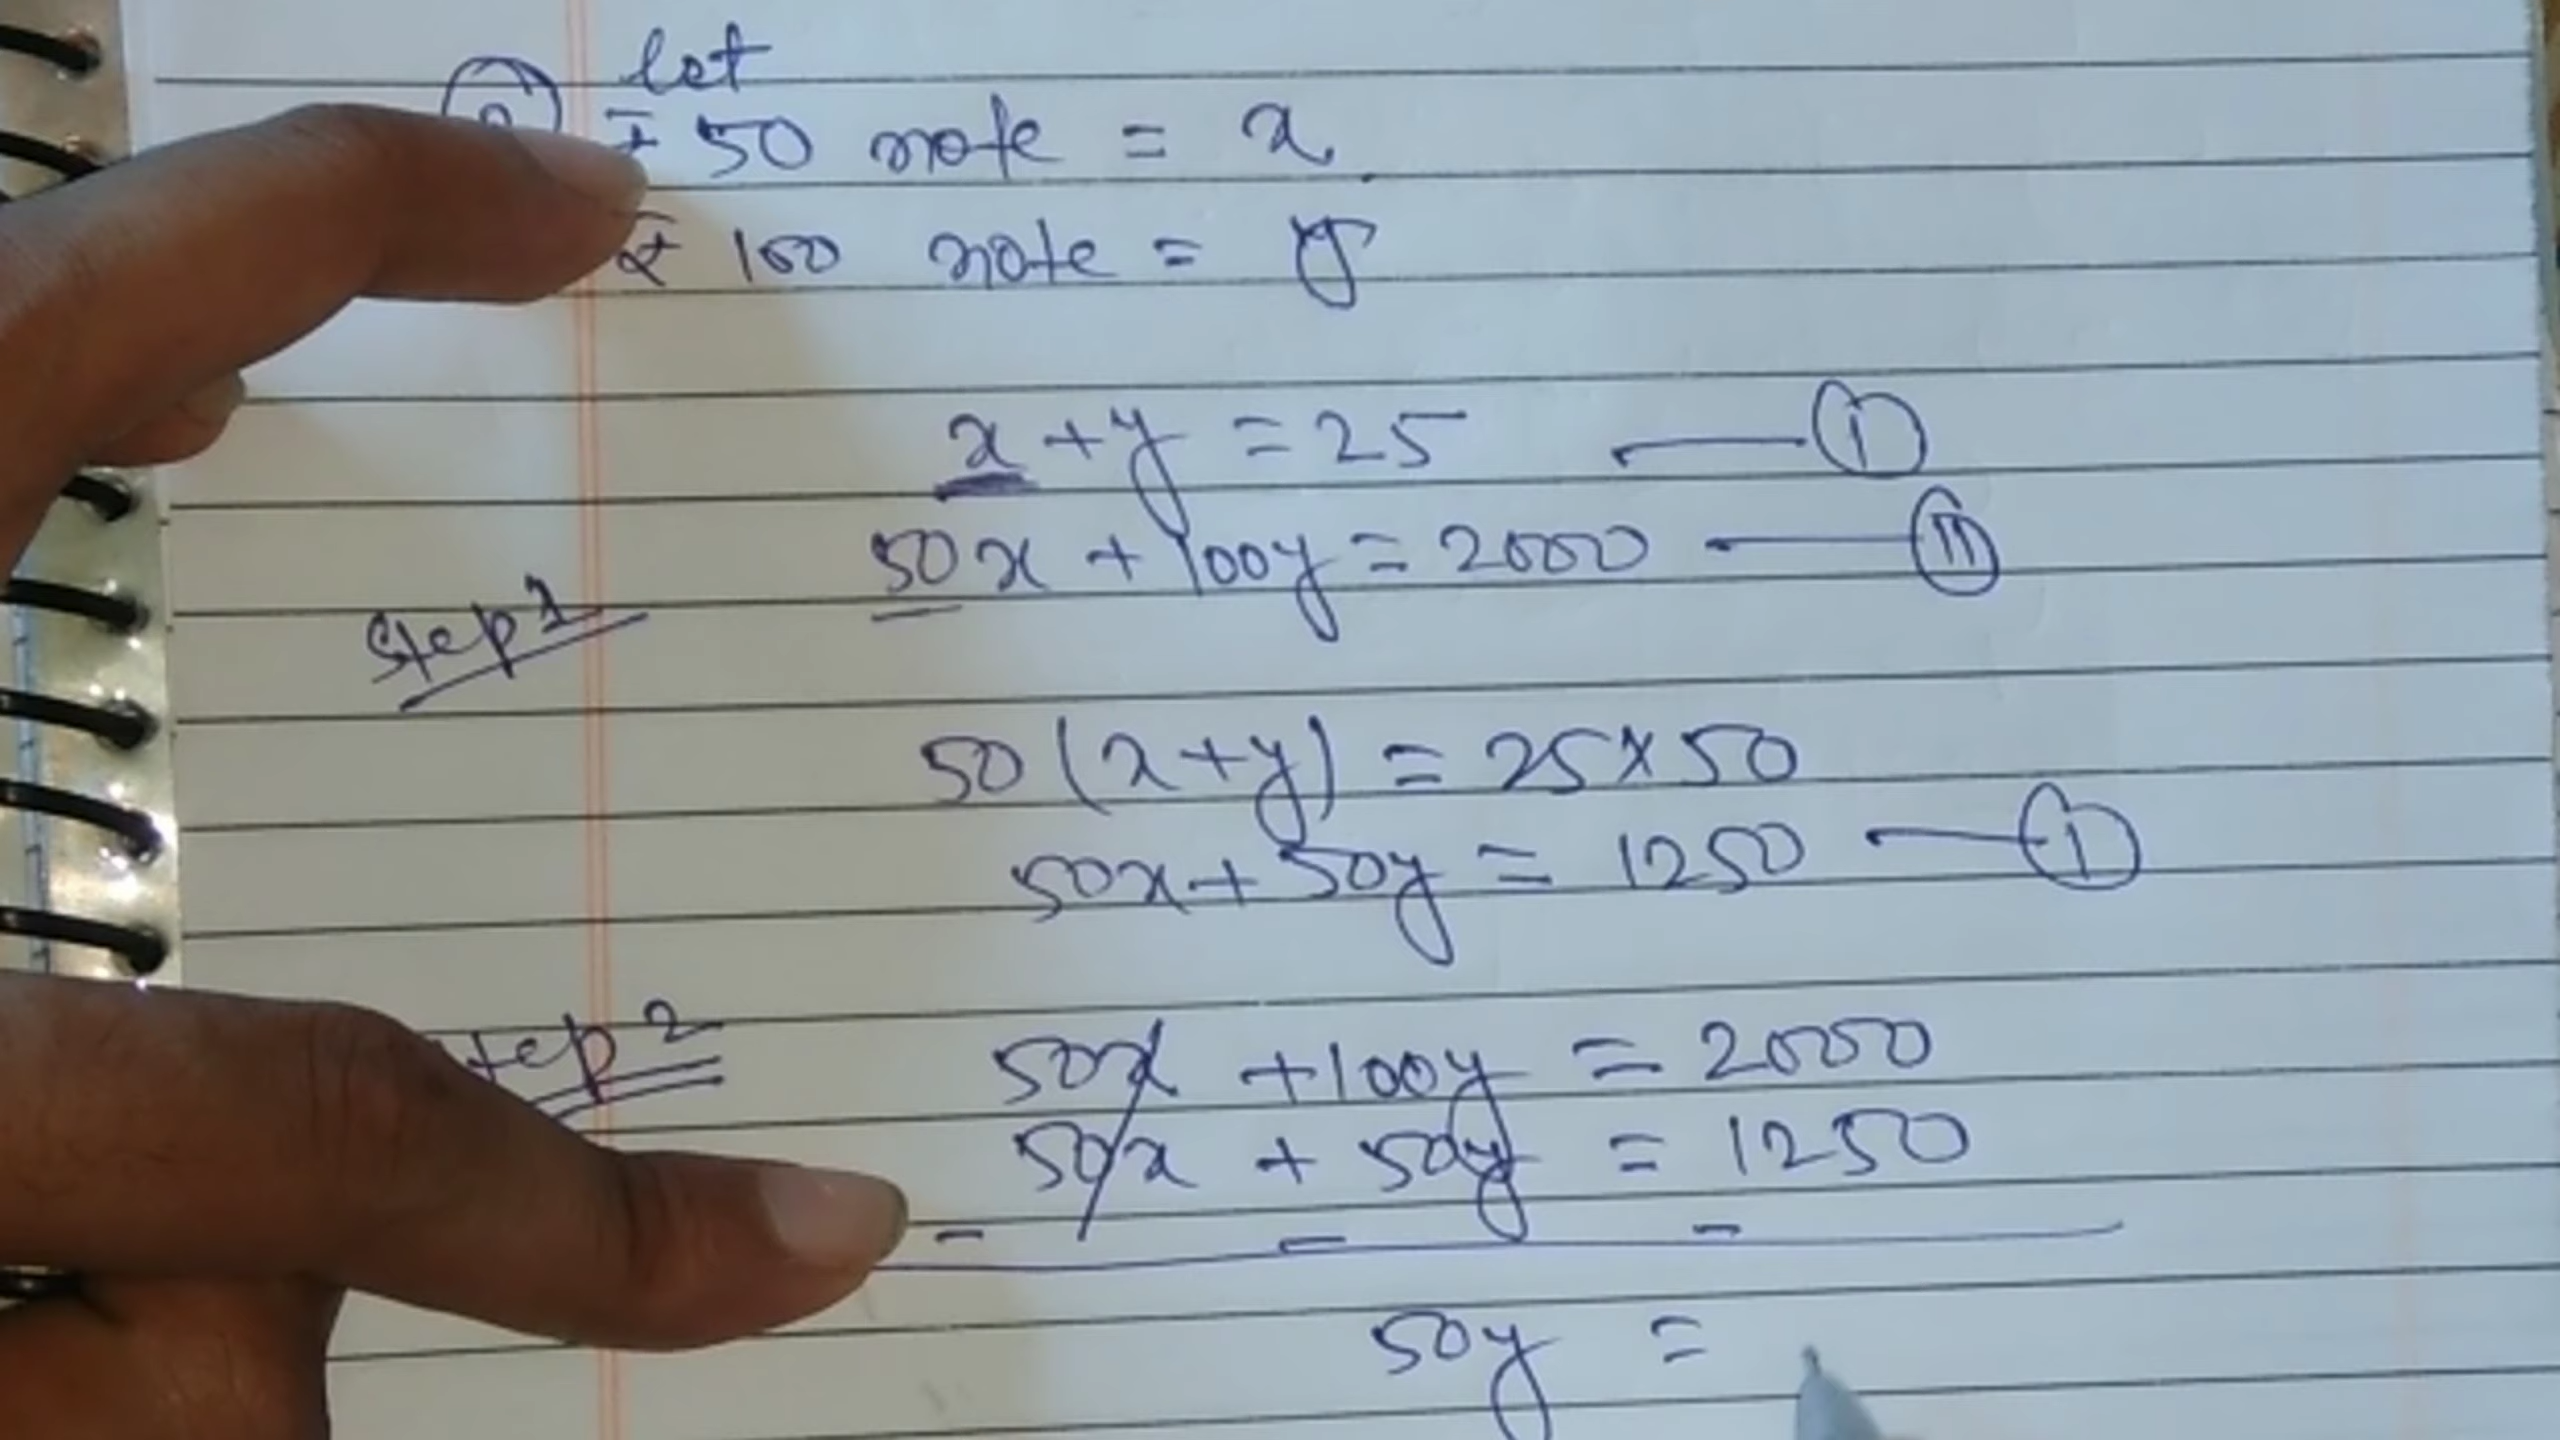 let
₹ 50 note = x
₹ 100 note = y
x + y = 25 — I
50x + 100y = 2000 — II
Step 1
50 (x + y) = 25 × 50
50x + 50y = 1250 — I
step 2
50x + 100y = 2000
50x + 50y = 1250
- - -
50y =